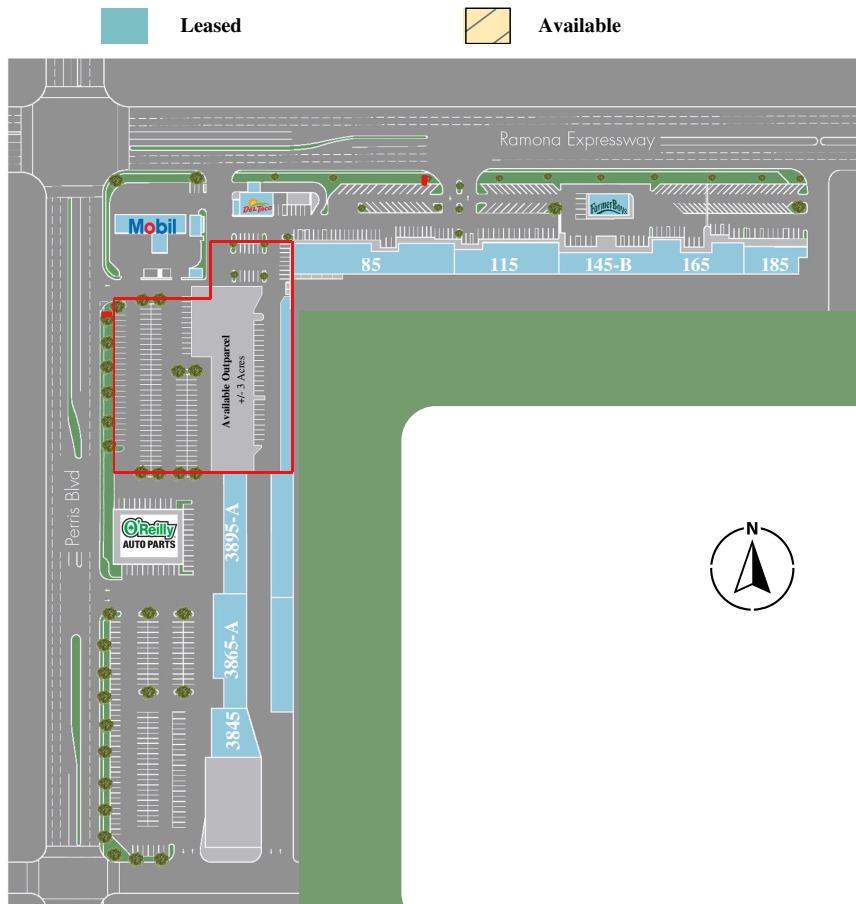 Leased
Available
Ramona Expressway
Mobil
DEL TACO
Farmer Boys
85
115
145-B
165
185
Available Outparcel
+/- 3 Acres
Perris Blvd
O'Reilly
AUTO PARTS
3895-A
N
3865-A
3845